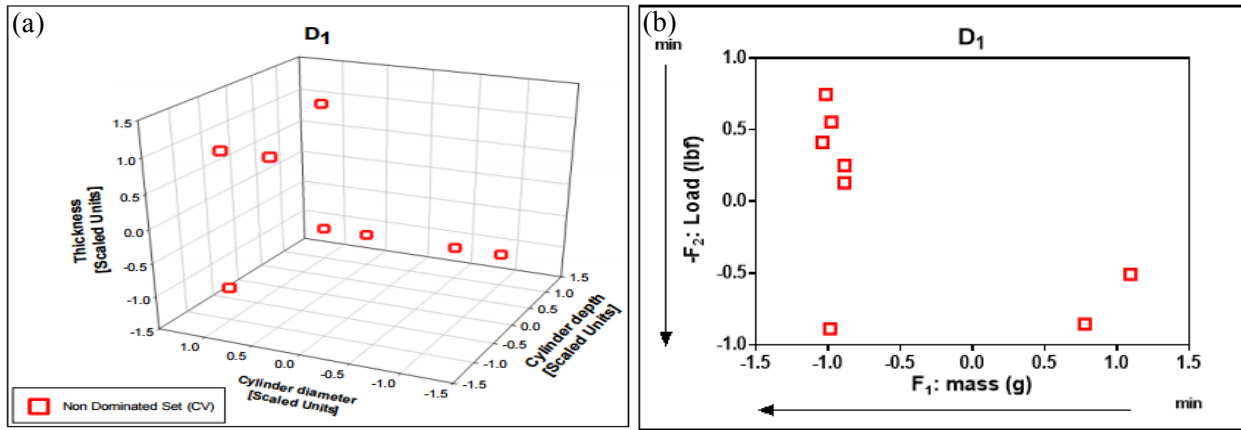 (a)
D1
1.5
1.0
0.5
0.0
-0.5
-1.0
-1.5
Thickness
[Scaled Units]
1.0
0.5
0.0
-0.5
-1.0
-1.5
Cylinder diameter
[Scaled Units]
1.5
1.0
0.5
0.0
-0.5
-1.0
-1.5
Cylinder depth
[Scaled Units]
Non Dominated Set (CV)
(b)
min
D1
1.0
0.5
0.0
-0.5
-1.0
-F2: Load (lbf)
-1.5 -1.0 -0.5 0.0 0.5 1.0 1.5
F1: mass (g)
min